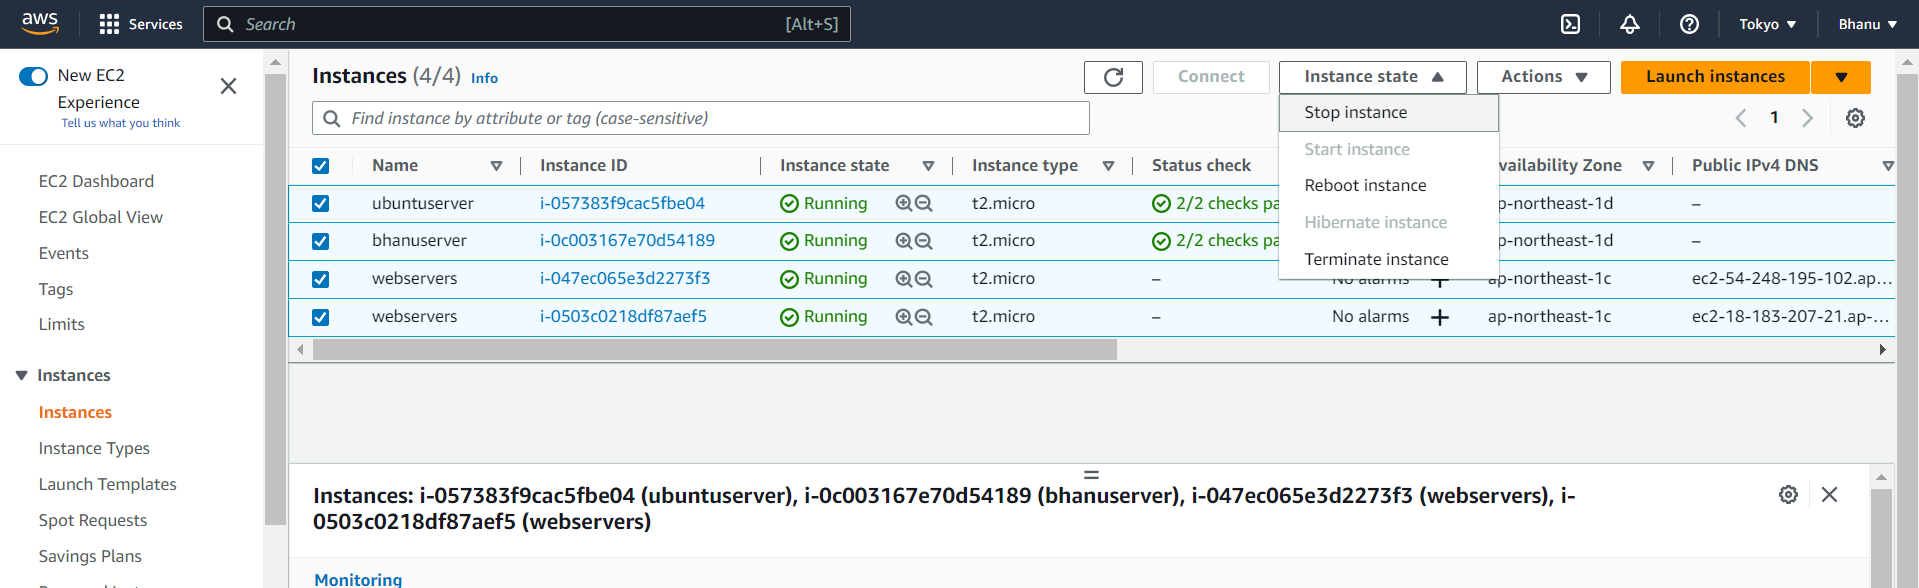 aws
Services
Search [Alt+S]
Tokyo
Bhanu
New EC2
Experience
Tell us what you think
EC2 Dashboard
EC2 Global View
Events
Tags
Limits
Instances
Instances
Instance Types
Launch Templates
Spot Requests
Savings Plans
Instances (4/4) Info
Connect
Instance state
Actions
Launch instances
Find instance by attribute or tag (case-sensitive)
1
Stop instance
Start instance
Reboot instance
Hibernate instance
Terminate instance
Name Instance ID Instance state Instance type Status check vailability Zone Public IPv4 DNS
ubuntuserver i-057383f9cac5fbe04 Running t2.micro 2/2 checks pa ap-northeast-1d –
bhanuserver i-0c003167e70d54189 Running t2.micro 2/2 checks pa ap-northeast-1d –
webservers i-047ec065e3d2273f3 Running t2.micro – No alarms + ap-northeast-1c ec2-54-248-195-102.ap...
webservers i-0503c0218df87aef5 Running t2.micro – No alarms + ap-northeast-1c ec2-18-183-207-21.ap-...
Instances: i-057383f9cac5fbe04 (ubuntuserver), i-0c003167e70d54189 (bhanuserver), i-047ec065e3d2273f3 (webservers), i-
0503c0218df87aef5 (webservers)
Monitoring